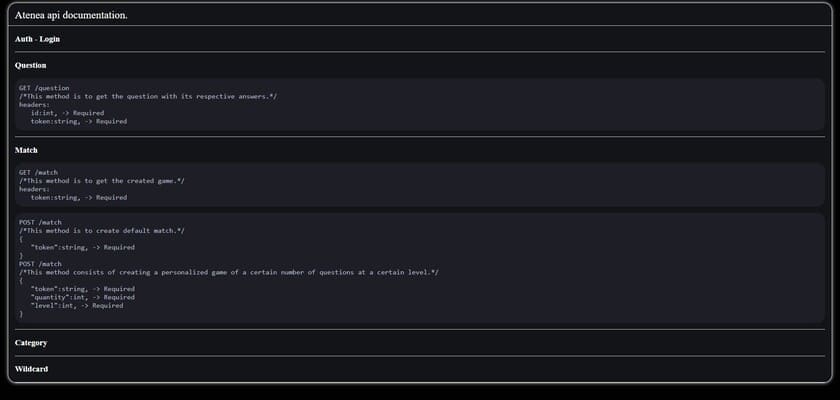 Atenea api documentation.
Auth - Login
Question
GET /question
/*This method is to get the question with its respective answers.*/
headers:
   id:int, -> Required
   token:string, -> Required
Match
GET /match
/*This method is to get the created game.*/
headers:
   token:string, -> Required
POST /match
/*This method is to create default match.*/
{
   "token":string, -> Required
}
POST /match
/*This method consists of creating a personalized game of a certain number of questions at a certain level.*/
{
   "token":string, -> Required
   "quantity":int, -> Required
   "level":int, -> Required
}
Category
Wildcard